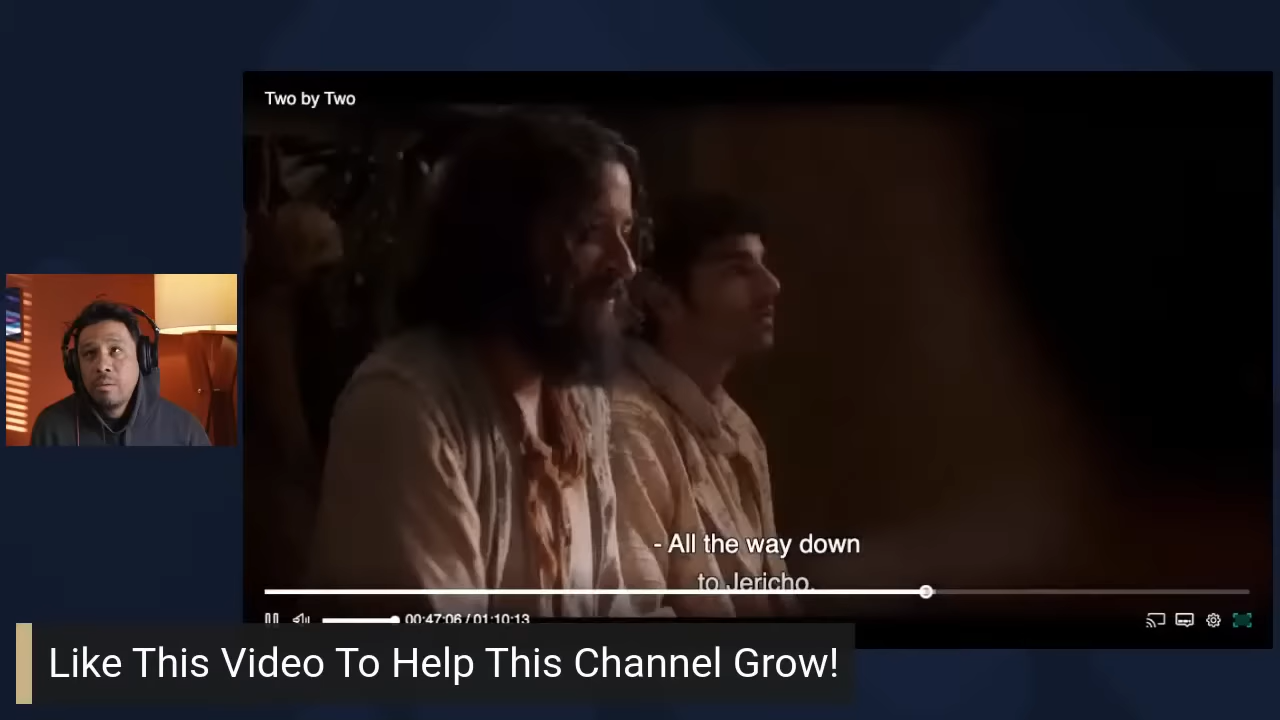 Two by Two
- All the way down
to Jericho.
00:47:06 / 01:10:13
Like This Video To Help This Channel Grow!